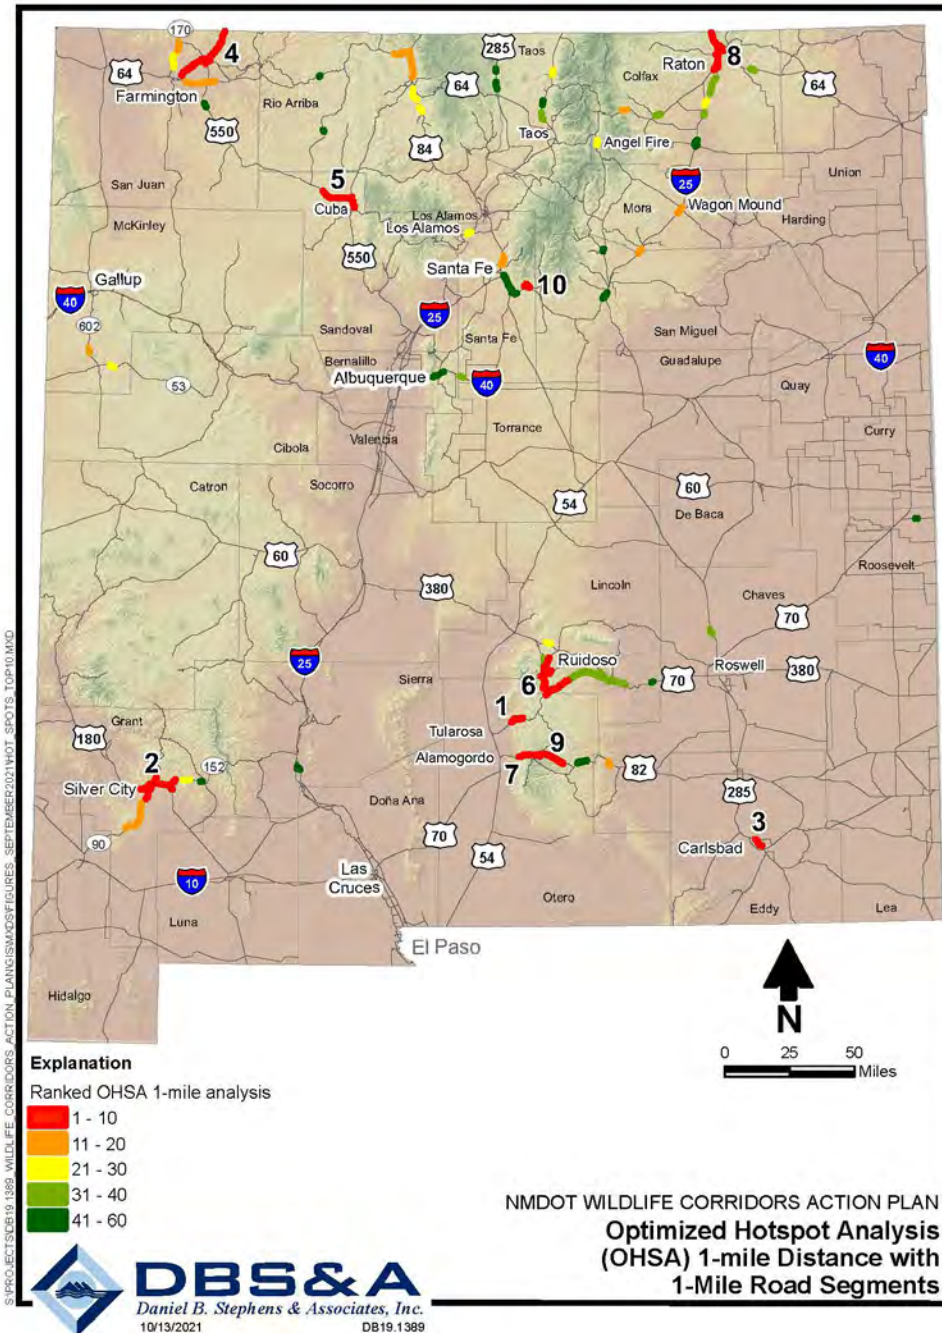 170
4
285
Taos
8
Raton
Colfax
64
64
64
Farmington
Rio Arriba
550
84
Taos
Angel Fire
Union
San Juan
5
Cuba
25
Mora
Wagon Mound
Harding
McKinley
Los Alamos
Los Alamos
550
Santa Fe
10
Gallup
40
602
Sandoval
25
Santa Fe
San Miguel
Bernalillo
Guadalupe
40
Albuquerque
40
Quay
53
Torrance
Curry
Cibola
Valencia
Catron
Socorro
60
54
De Baca
60
Roosevelt
380
Lincoln
Chaves
70
25
Ruidoso
Roswell
380
Sierra
6
70
1
Grant
Tularosa
180
9
2
152
Alamogordo
7
82
Silver City
Doña Ana
285
90
70
3
54
Carlsbad
Las
Cruces
10
Otero
Eddy
Lea
Luna
El Paso
Hidalgo
N
0 25 50
Miles
Explanation
Ranked OHSA 1-mile analysis
1 - 10
11 - 20
21 - 30
31 - 40
41 - 60
NMDOT WILDLIFE CORRIDORS ACTION PLAN
Optimized Hotspot Analysis
(OHSA) 1-mile Distance with
1-Mile Road Segments
DBS&A
Daniel B. Stephens & Associates, Inc.
10/13/2021 DB19.1389
S:\PROJECTS\DB19.1389_WILDLIFE_CORRIDORS_ACTION_PLAN\GIS\MXDS\FIGURES_SEPTEMBER2021\HOT_SPOTS_TOP10.MXD